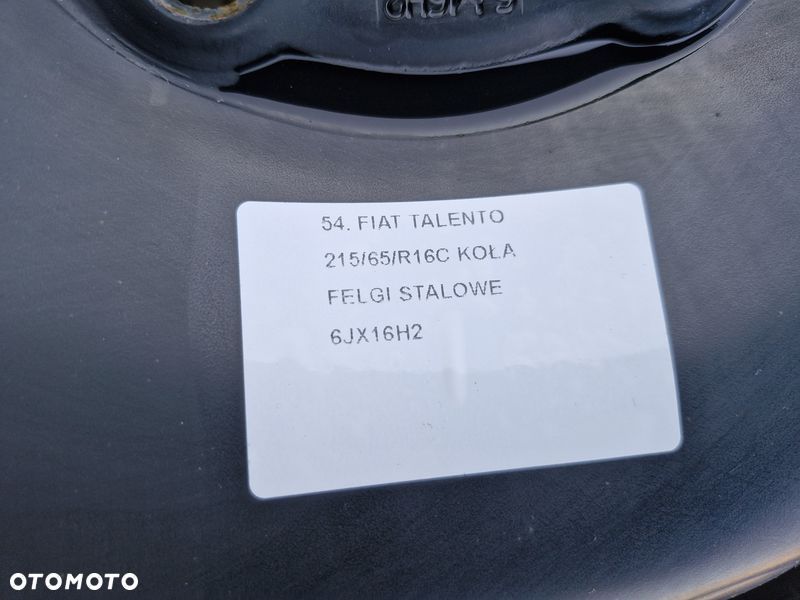 54. FIAT TALENTO
215/65/R16C KOŁA
FELGI STALOWE
6JX16H2
OTOMOTO